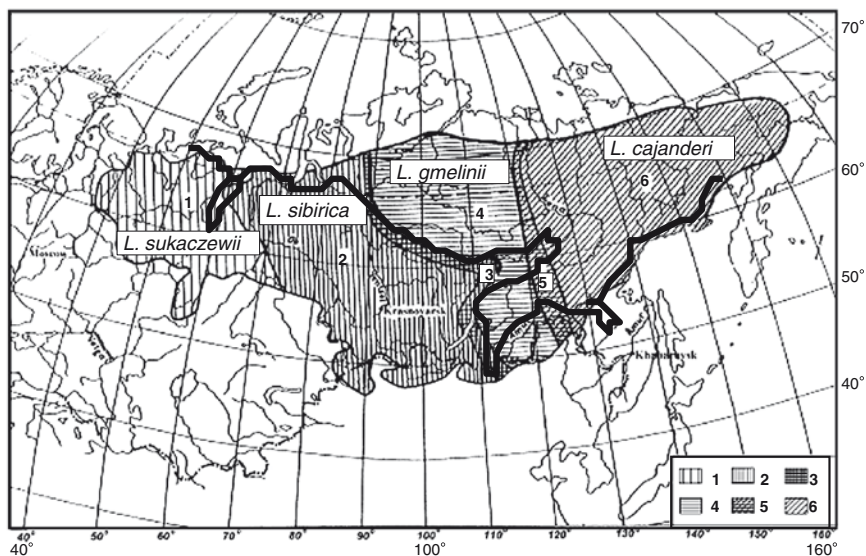 70°
60°
50°
40°
L. cajanderi
L. gmelinii
6
1
L. sibirica
4
L. sukaczewii
Moscow
2
3
5
Krasnoyarsk
Khabarovsk
1 2 3
4 5 6
40° 50° 60° 70° 80° 90° 100° 110° 120° 130° 140° 150° 160°
40° 100° 160°